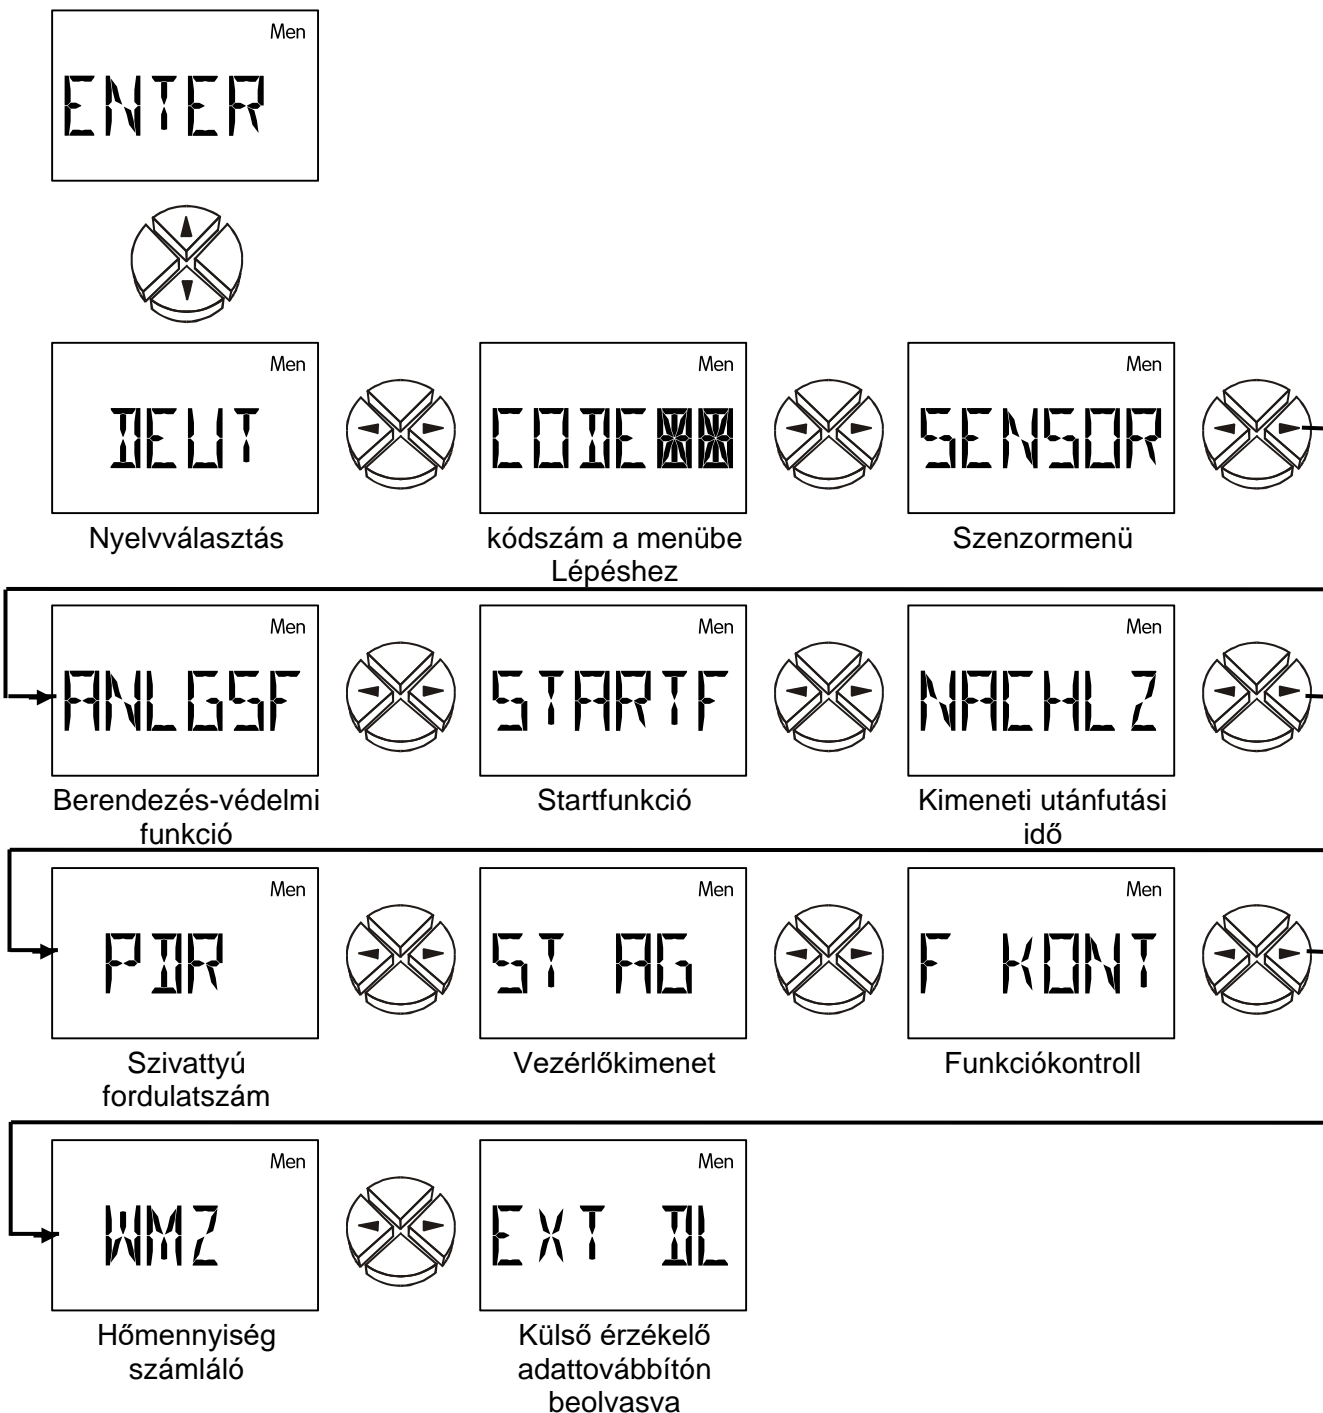 Men
ENTER
Men
DEUT
Men
CODE**
Men
SENSOR
Nyelvválasztás
kódszám a menübe
Lépéshez
Szenzormenü
Men
ANLGSF
Men
STARTF
Men
NACHLZ
Berendezés-védelmi
funkció
Startfunkció
Kimeneti utánfutási
idő
Men
PDR
Men
ST AG
Men
F KONT
Szivattyú
fordulatszám
Vezérlőkimenet
Funkciókontroll
Men
WMZ
Men
EXT DL
Hőmennyiség
számláló
Külső érzékelő
adattovábbítón
beolvasva